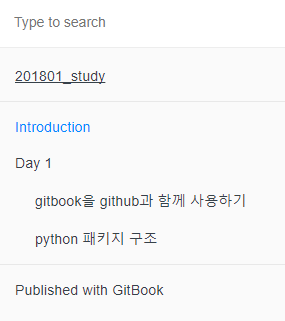 Type to search
201801_study
Introduction
Day 1
gitbook을 github과 함께 사용하기
python 패키지 구조
Published with GitBook